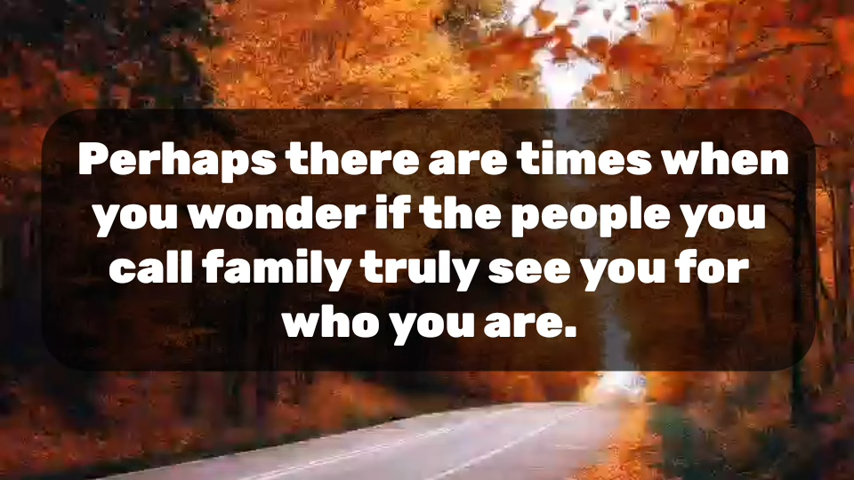 Perhaps there are times when
you wonder if the people you
call family truly see you for
who you are.